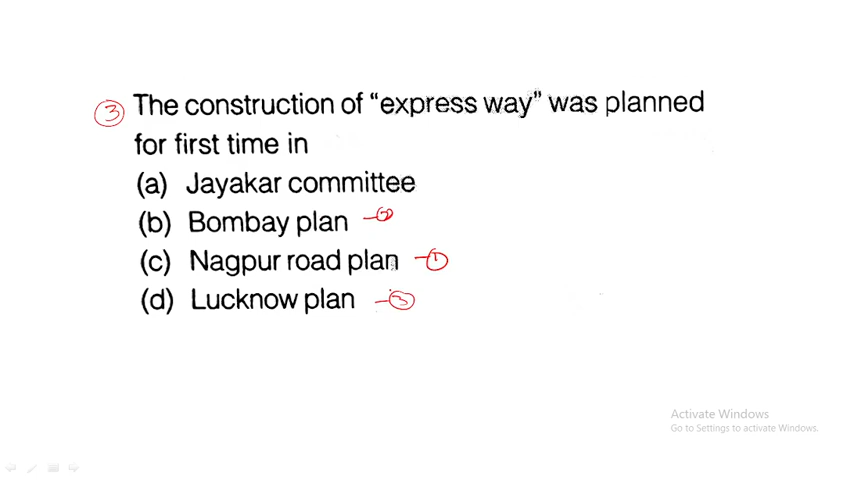 ③ The construction of “express way” was planned
for first time in
(a) Jayakar committee
(b) Bombay plan –②
(c) Nagpur road plan –①
(d) Lucknow plan –③
Activate Windows
Go to Settings to activate Windows.